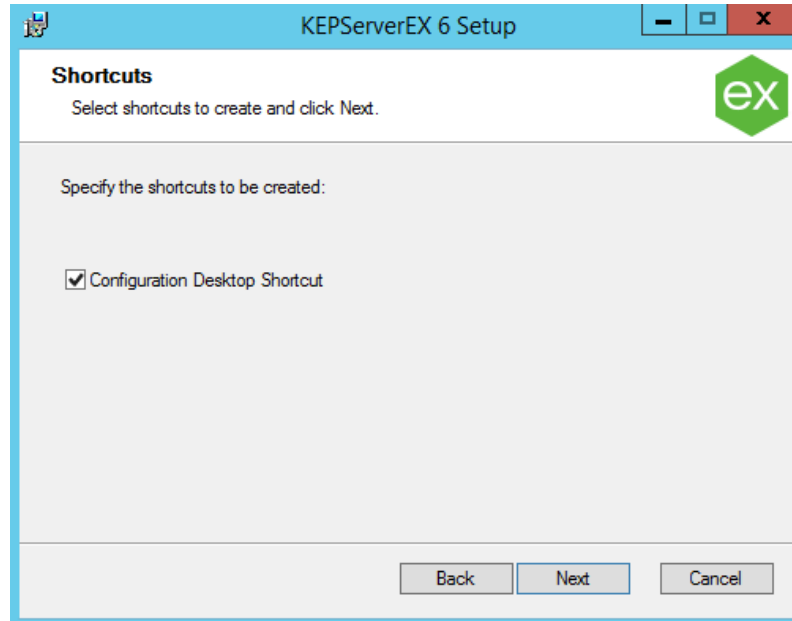 KEPServerEX 6 Setup
x
Shortcuts
Select shortcuts to create and click Next.
ex
Specify the shortcuts to be created:
Configuration Desktop Shortcut
Back Next Cancel